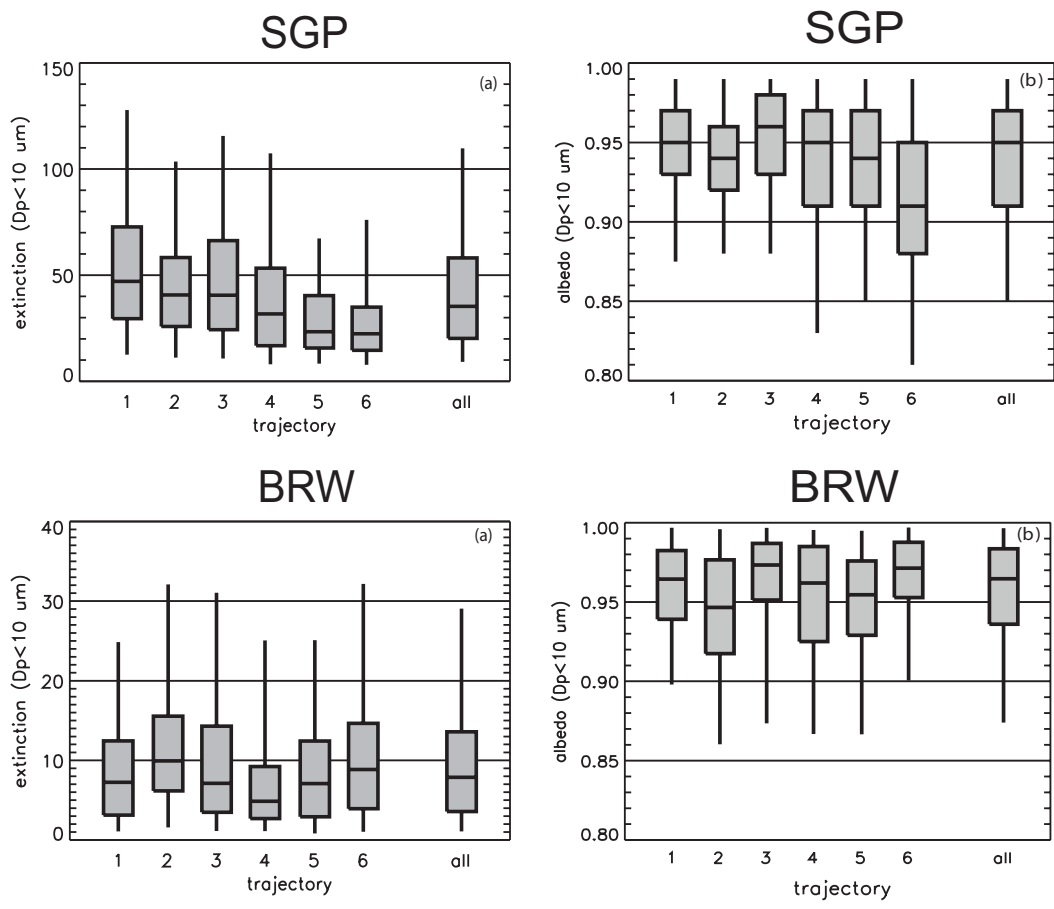 SGP
(a)
150
100
50
0
extinction (Dp<10 um)
1 2 3 4 5 6 all
trajectory
SGP
(b)
1.00
0.95
0.90
0.85
0.80
albedo (Dp<10 um)
1 2 3 4 5 6 all
trajectory
BRW
(a)
40
30
20
10
0
extinction (Dp<10 um)
1 2 3 4 5 6 all
trajectory
BRW
(b)
1.00
0.95
0.90
0.85
0.80
albedo (Dp<10 um)
1 2 3 4 5 6 all
trajectory